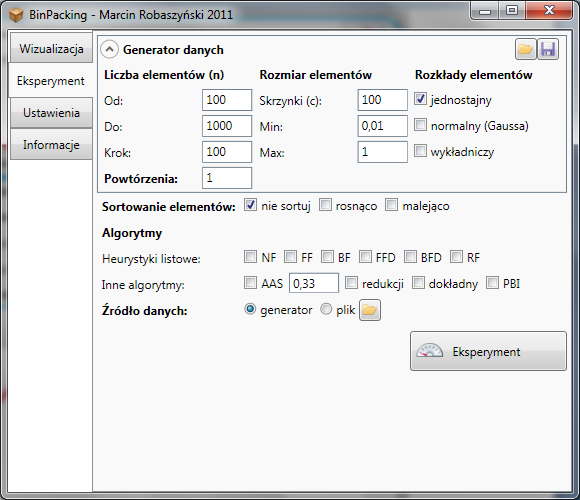 BinPacking - Marcin Robaszyński 2011
Wizualizacja
Eksperyment
Ustawienia
Informacje
Generator danych
Liczba elementów (n) Rozmiar elementów Rozkłady elementów
Od: 100 Skrzynki (c): 100 jednostajny
Do: 1000 Min: 0,01 normalny (Gaussa)
Krok: 100 Max: 1 wykładniczy
Powtórzenia: 1
Sortowanie elementów: nie sortuj rosnąco malejąco
Algorytmy
Heurystyki listowe: NF FF BF FFD BFD RF
Inne algorytmy: AAS 0,33 redukcji dokładny PBI
Źródło danych: generator plik
Eksperyment